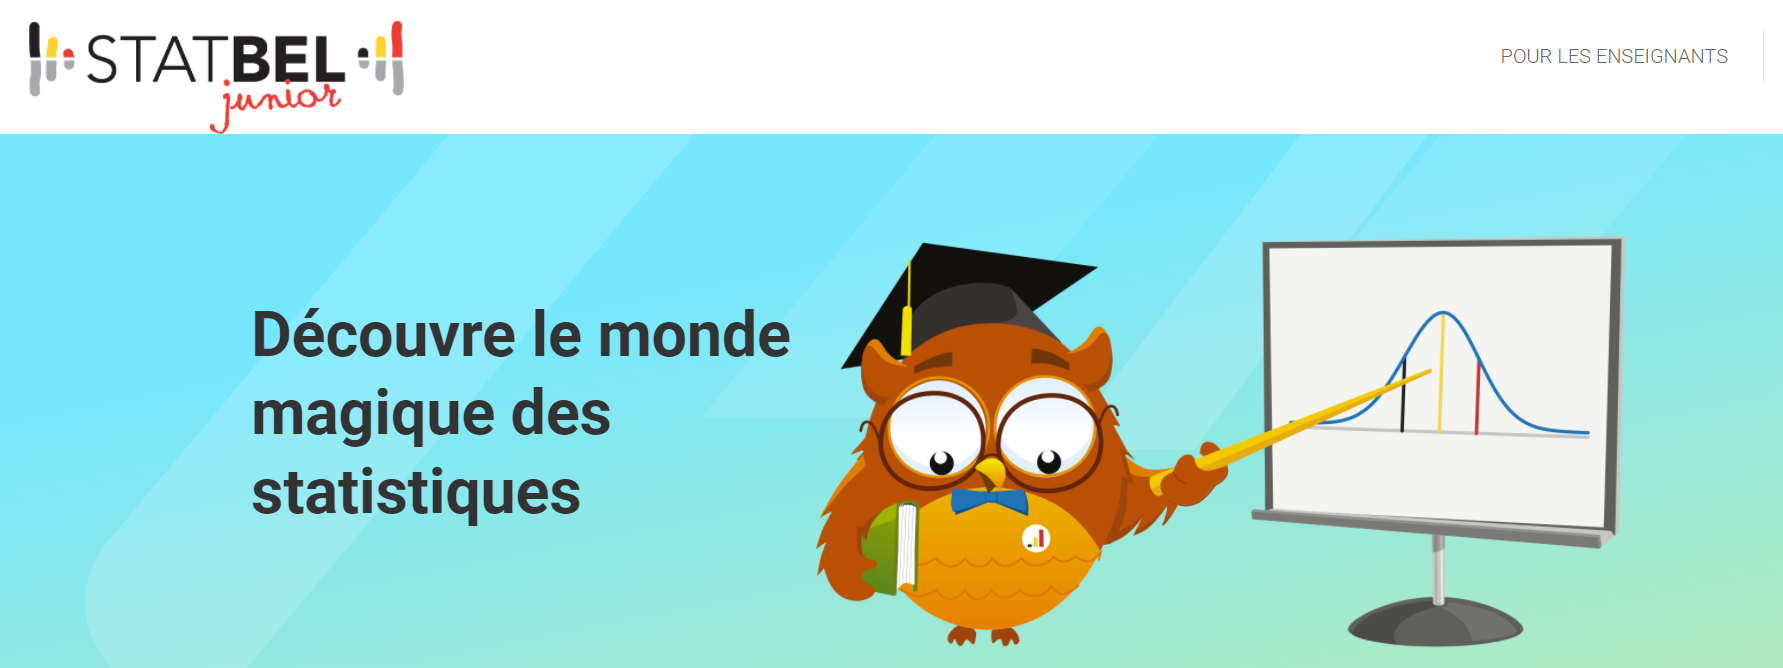 STATBEL
junior
POUR LES ENSEIGNANTS
Découvre le monde
magique des
statistiques